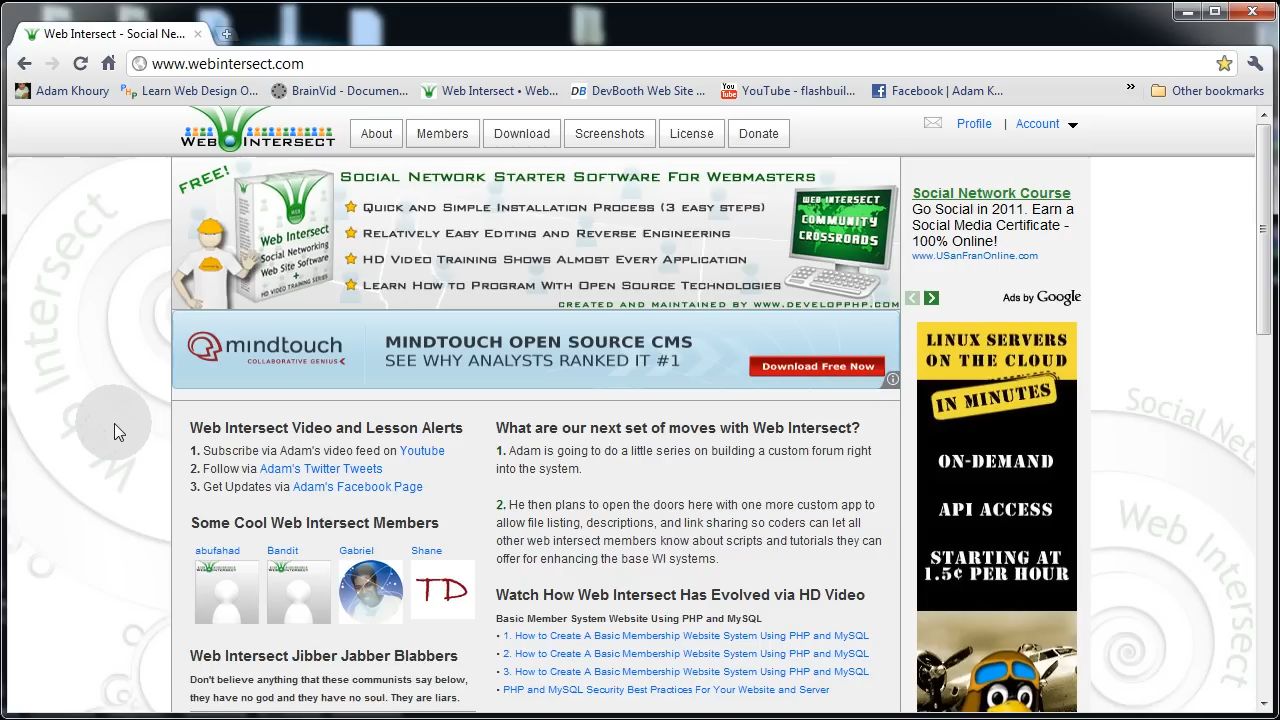 Web Intersect - Social Ne...
www.webintersect.com
Adam Khoury
Learn Web Design O...
BrainVid - Documen...
Web Intersect • Web...
DevBooth Web Site ...
YouTube - flashbuil...
Facebook | Adam K...
Other bookmarks
WEB INTERSECT
About
Members
Download
Screenshots
License
Donate
Profile
Account
FREE!
Web Intersect
Social Networking
Web Site Software
+
HD VIDEO TRAINING SERIES
SOCIAL NETWORK STARTER SOFTWARE FOR WEBMASTERS
QUICK AND SIMPLE INSTALLATION PROCESS (3 EASY STEPS)
RELATIVELY EASY EDITING AND REVERSE ENGINEERING
HD VIDEO TRAINING SHOWS ALMOST EVERY APPLICATION
LEARN HOW TO PROGRAM WITH OPEN SOURCE TECHNOLOGIES
CREATED AND MAINTAINED BY WWW.DEVELOPPHP.COM
WEB INTERSECT
COMMUNITY
CROSSROADS
mindtouch
COLLABORATIVE GENIUS
MINDTOUCH OPEN SOURCE CMS
SEE WHY ANALYSTS RANKED IT #1
Download Free Now
Social Network Course
Go Social in 2011. Earn a
Social Media Certificate -
100% Online!
www.USanFranOnline.com
Ads by Google
LINUX SERVERS
ON THE CLOUD
IN MINUTES
ON-DEMAND
API ACCESS
STARTING AT
1.5¢ PER HOUR
Web Intersect Video and Lesson Alerts
1. Subscribe via Adam's video feed on Youtube
2. Follow via Adam's Twitter Tweets
3. Get Updates via Adam's Facebook Page
Some Cool Web Intersect Members
abufahad
Bandit
Gabriel
Shane
TD
Web Intersect Jibber Jabber Blabbers
Don't believe anything that these communists say below,
they have no god and they have no soul. They are liars.
What are our next set of moves with Web Intersect?
1. Adam is going to do a little series on building a custom forum right
into the system.
2. He then plans to open the doors here with one more custom app to
allow file listing, descriptions, and link sharing so coders can let all
other web intersect members know about scripts and tutorials they can
offer for enhancing the base WI systems.
Watch How Web Intersect Has Evolved via HD Video
Basic Member System Website Using PHP and MySQL
• 1. How to Create A Basic Membership Website System Using PHP and MySQL
• 2. How to Create A Basic Membership Website System Using PHP and MySQL
• 3. How to Create A Basic Membership Website System Using PHP and MySQL
• PHP and MySQL Security Best Practices For Your Website and Server
Intersect
Social Net
Web Intersect